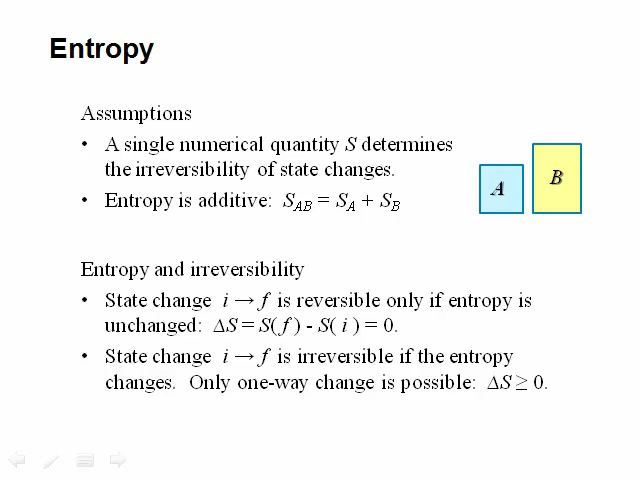 Entropy
Assumptions
• A single numerical quantity S determines
the irreversibility of state changes.
• Entropy is additive: S_AB = S_A + S_B
A
B
Entropy and irreversibility
• State change i → f is reversible only if entropy is
unchanged: ΔS = S( f ) - S( i ) = 0.
• State change i → f is irreversible if the entropy
changes. Only one-way change is possible: ΔS ≥ 0.